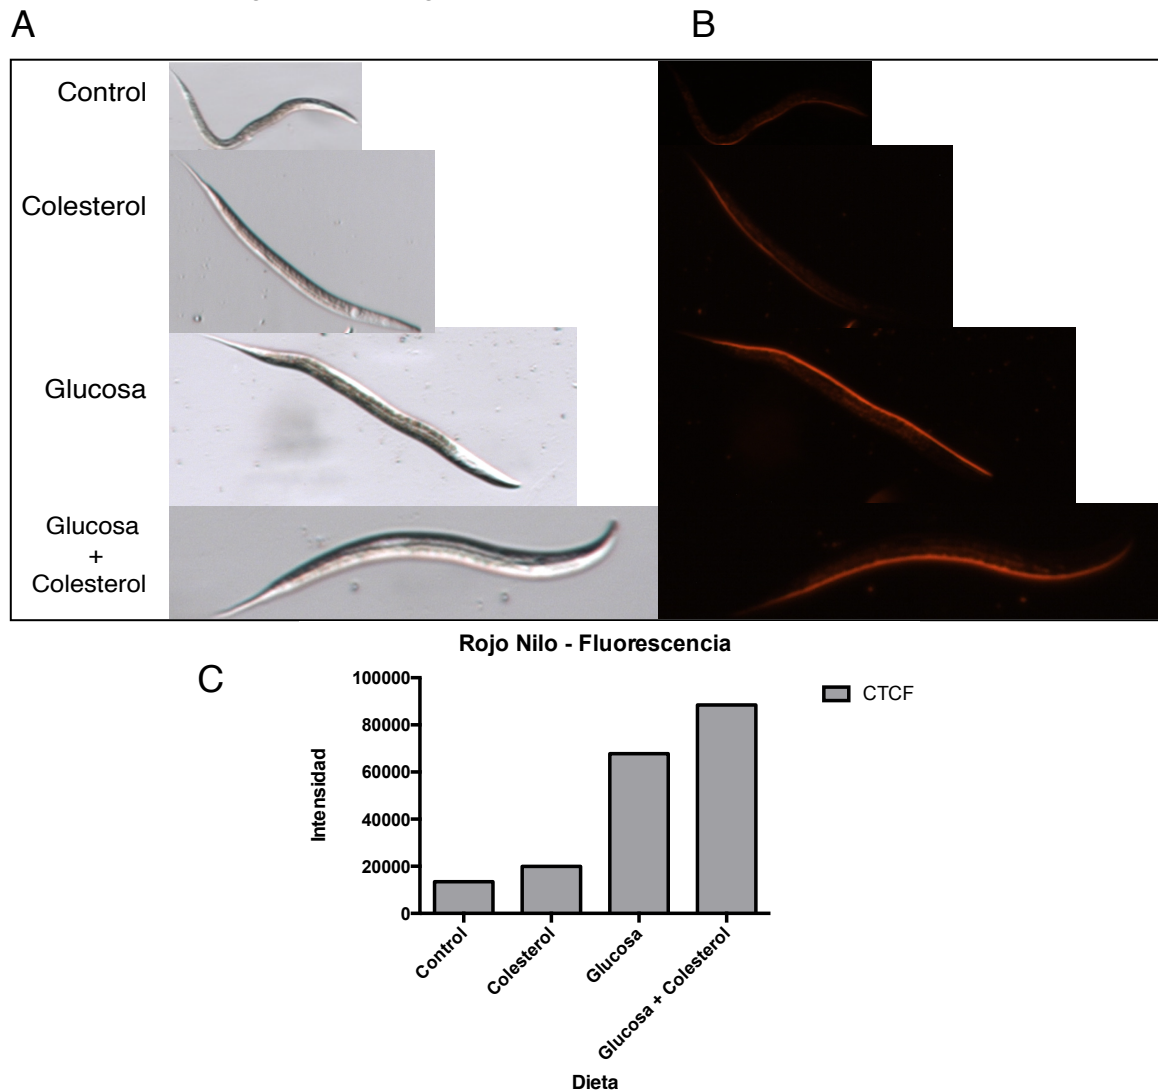 A
B
Control
Colesterol
Glucosa
Glucosa
+
Colesterol
Rojo Nilo - Fluorescencia
C
100000
80000
60000
40000
20000
0
Intensidad
CTCF
Control
Colesterol
Glucosa
Glucosa + Colesterol
Dieta